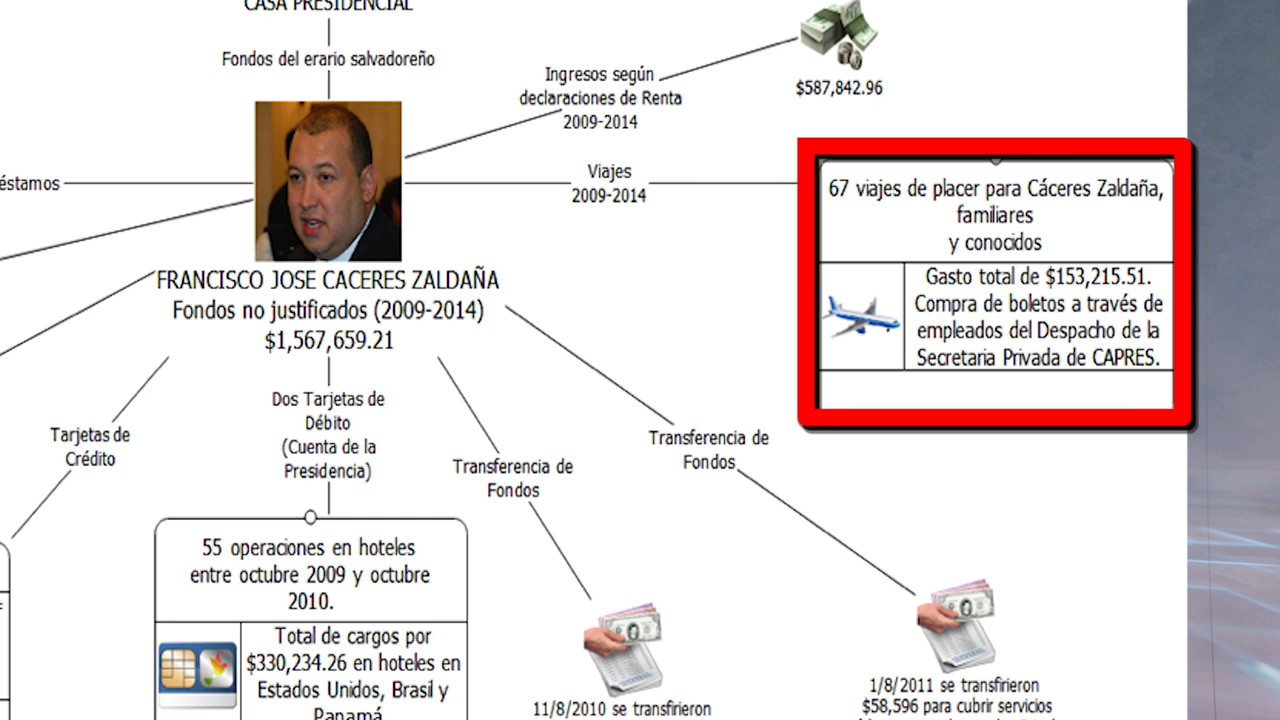 CASA PRESIDENCIAL
Fondos del erario salvadoreño
Ingresos según
declaraciones de Renta
2009-2014
$587,842.96
Viajes
2009-2014
67 viajes de placer para Cáceres Zaldaña,
familiares
y conocidos
Gasto total de $153,215.51.
Compra de boletos a través de
empleados del Despacho de la
Secretaria Privada de CAPRES.
FRANCISCO JOSE CACERES ZALDAÑA
Fondos no justificados (2009-2014)
$1,567,659.21
Tarjetas de
Crédito
Dos Tarjetas de
Débito
(Cuenta de la
Presidencia)
Transferencia de
Fondos
Transferencia de
Fondos
55 operaciones en hoteles
entre octubre 2009 y octubre
2010.
Total de cargos por
$330,234.26 en hoteles en
Estados Unidos, Brasil y
Panamá
11/8/2010 se transfirieron
1/8/2011 se transfirieron
$58,596 para cubrir servicios